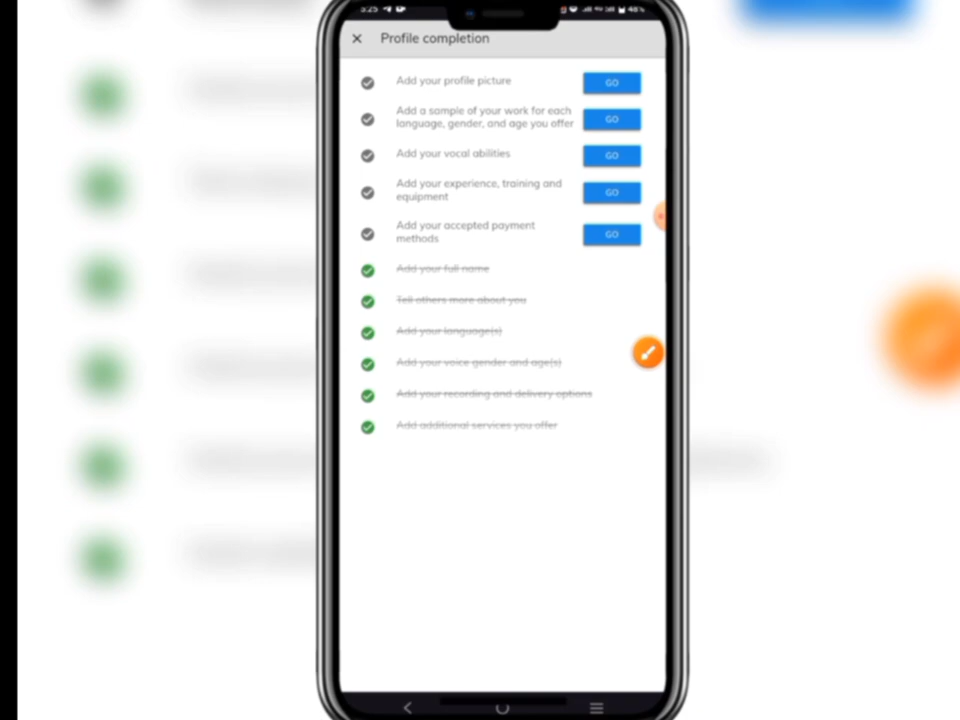 3:25
48%
Profile completion
Add your profile picture
GO
Add a sample of your work for each
language, gender, and age you offer
GO
Add your vocal abilities
GO
Add your experience, training and
equipment
GO
Add your accepted payment
methods
GO
Add your full name
Tell others more about you
Add your language(s)
Add your voice gender and age(s)
Add your recording and delivery options
Add additional services you offer